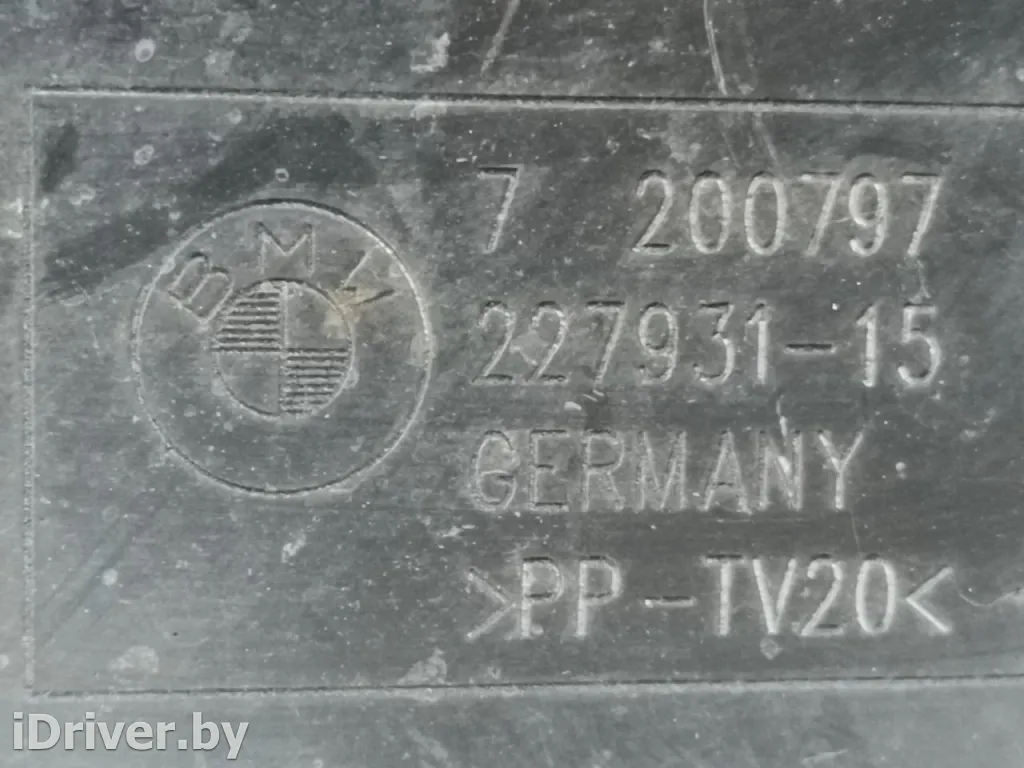 BMW
7 200797
227931-15
GERMANY
>PP-TV20<
iDriver.by